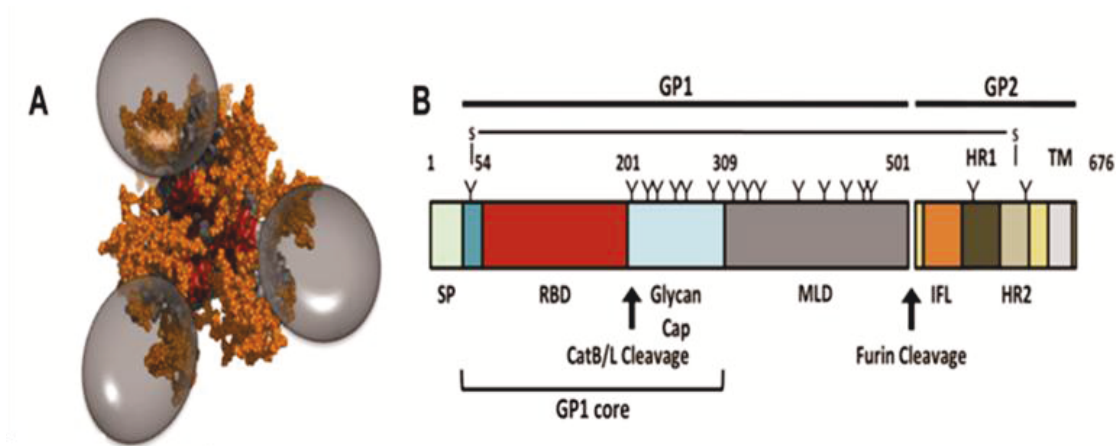 A
B
GP1
GP2
S
S
1
54
201
309
501
HR1
TM
676
Y Y Y Y Y Y Y Y Y Y Y Y Y Y Y Y Y Y
SP
RBD
Glycan
Cap
MLD
IFL
HR2
CatB/L Cleavage
Furin Cleavage
GP1 core